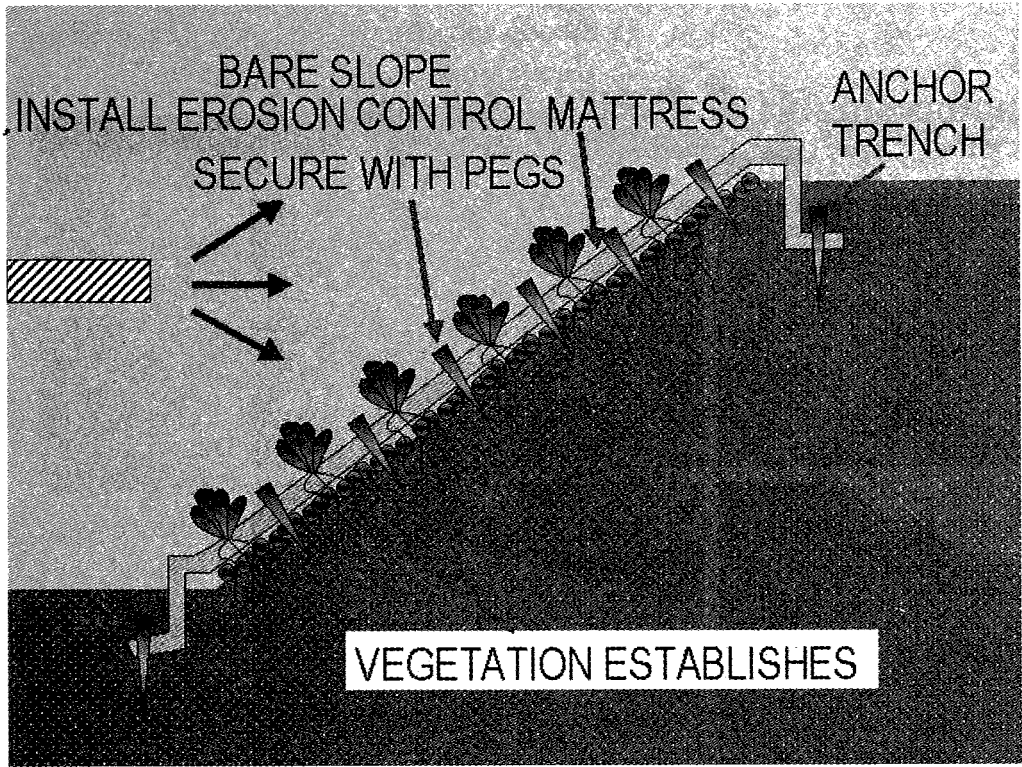 BARE SLOPE
INSTALL EROSION CONTROL MATTRESS
SECURE WITH PEGS
ANCHOR
TRENCH
VEGETATION ESTABLISHES